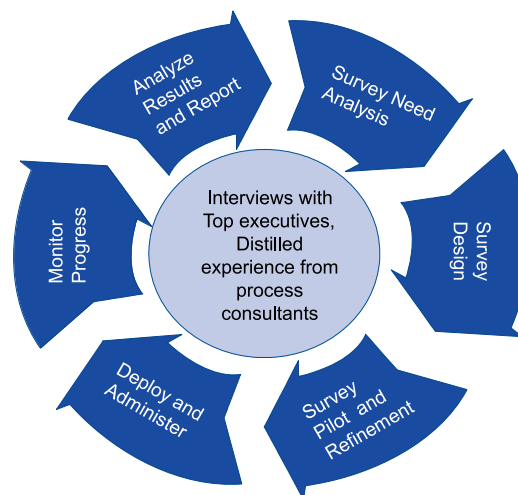 Analyze
Results
and Report
Survey Need
Analysis
Survey
Design
Survey
Pilot and
Refinement
Deploy and
Administer
Monitor
Progress
Interviews with
Top executives,
Distilled
experience from
process
consultants